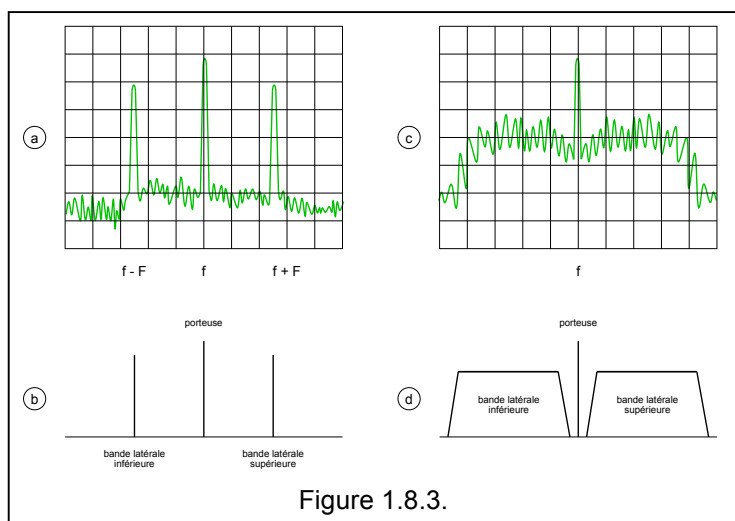 a
c
f - F
f
f + F
f
porteuse
porteuse
b
d
bande latérale
inférieure
bande latérale
supérieure
bande latérale
inférieure
bande latérale
supérieure
Figure 1.8.3.